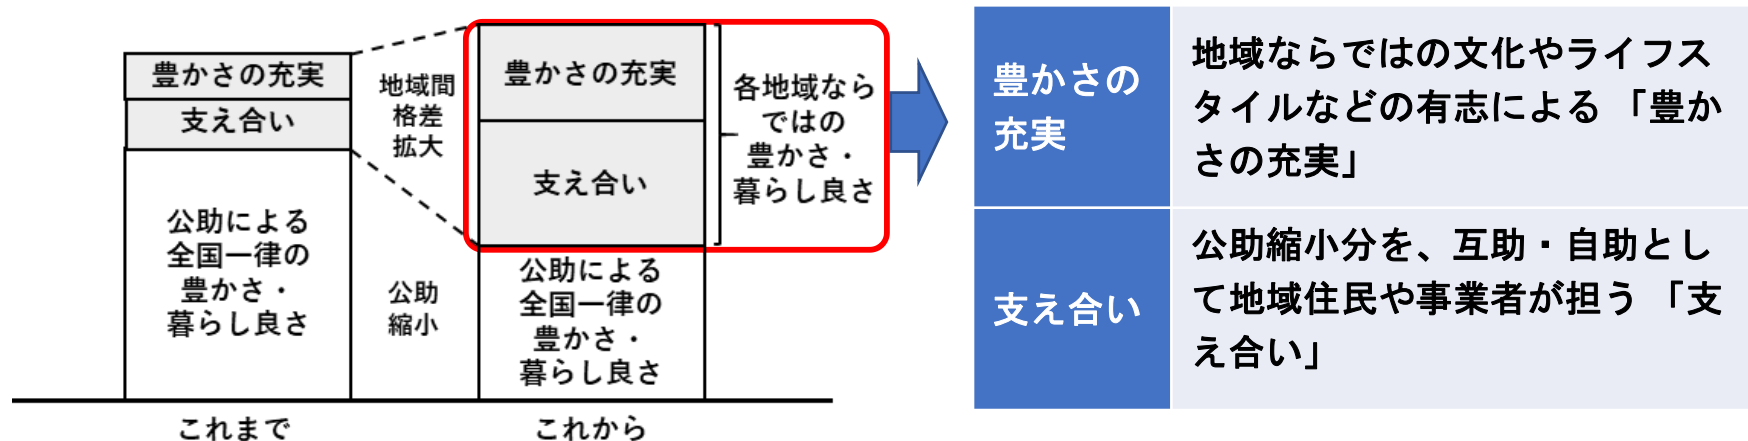 豊かさの充実
支え合い
公助による
全国一律の
豊かさ・
暮らし良さ
これまで
地域間
格差
拡大
公助
縮小
豊かさの充実
支え合い
公助による
全国一律の
豊かさ・
暮らし良さ
これから
各地域なら
ではの
豊かさ・
暮らし良さ
豊かさの
充実
地域ならではの文化やライフス
タイルなどの有志による 「豊か
さの充実」
支え合い
公助縮小分を、互助・自助とし
て地域住民や事業者が担う 「支
え合い」